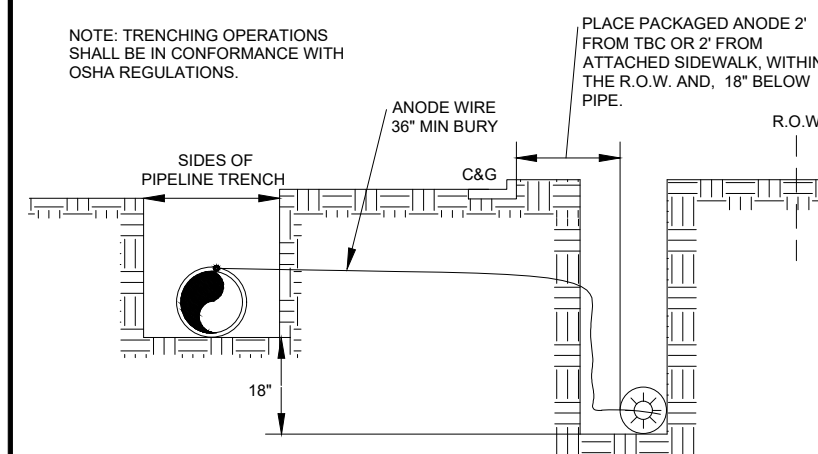 NOTE: TRENCHING OPERATIONS
SHALL BE IN CONFORMANCE WITH
OSHA REGULATIONS.
PLACE PACKAGED ANODE 2'
FROM TBC OR 2' FROM
ATTACHED SIDEWALK, WITHIN
THE R.O.W. AND, 18" BELOW
PIPE.
ANODE WIRE
36" MIN BURY
R.O.W
SIDES OF
PIPELINE TRENCH
C&G
18"